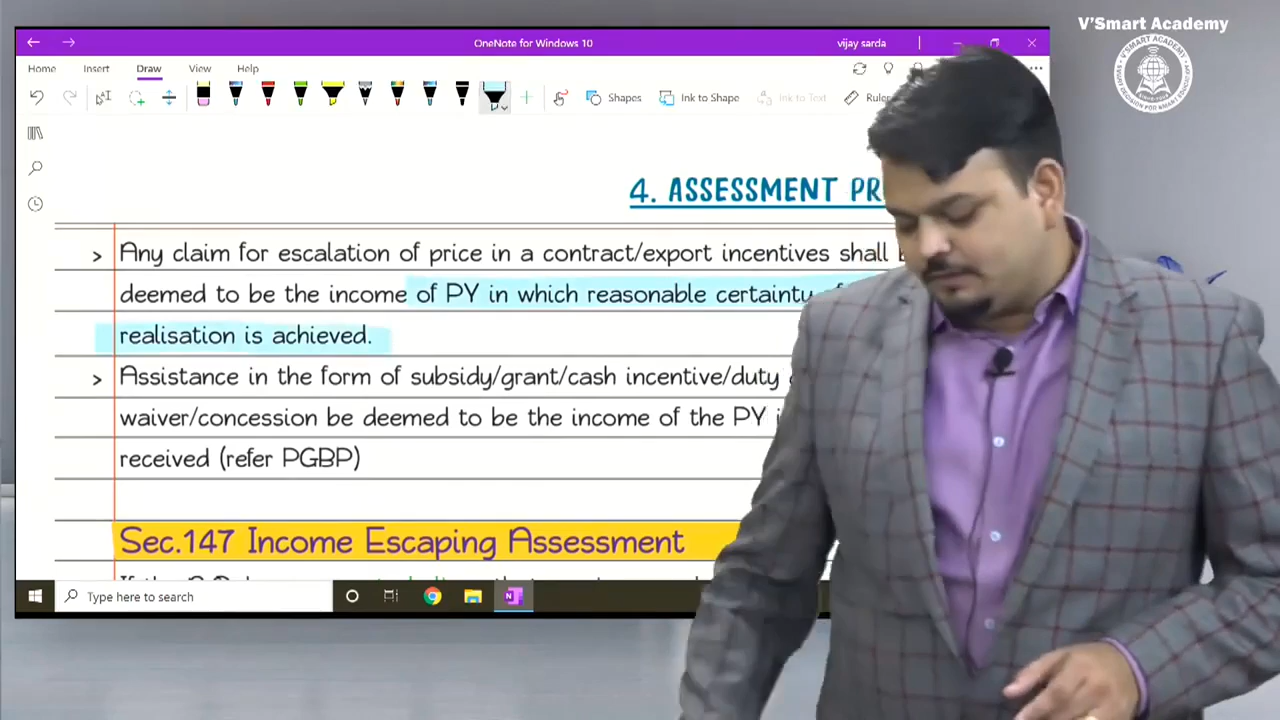 V'Smart Academy
OneNote for Windows 10
vijay sarda
Home Insert Draw View Help
Shapes Ink to Shape Ink to Text Ruler
4. ASSESSMENT
> Any claim for escalation of price in a contract/export incentives shall
deemed to be the income of PY in which reasonable certainty of
realisation is achieved.
> Assistance in the form of subsidy/grant/cash incentive/duty
waiver/concession be deemed to be the income of the PY
received (refer PGBP)
Sec.147 Income Escaping Assessment
Type here to search